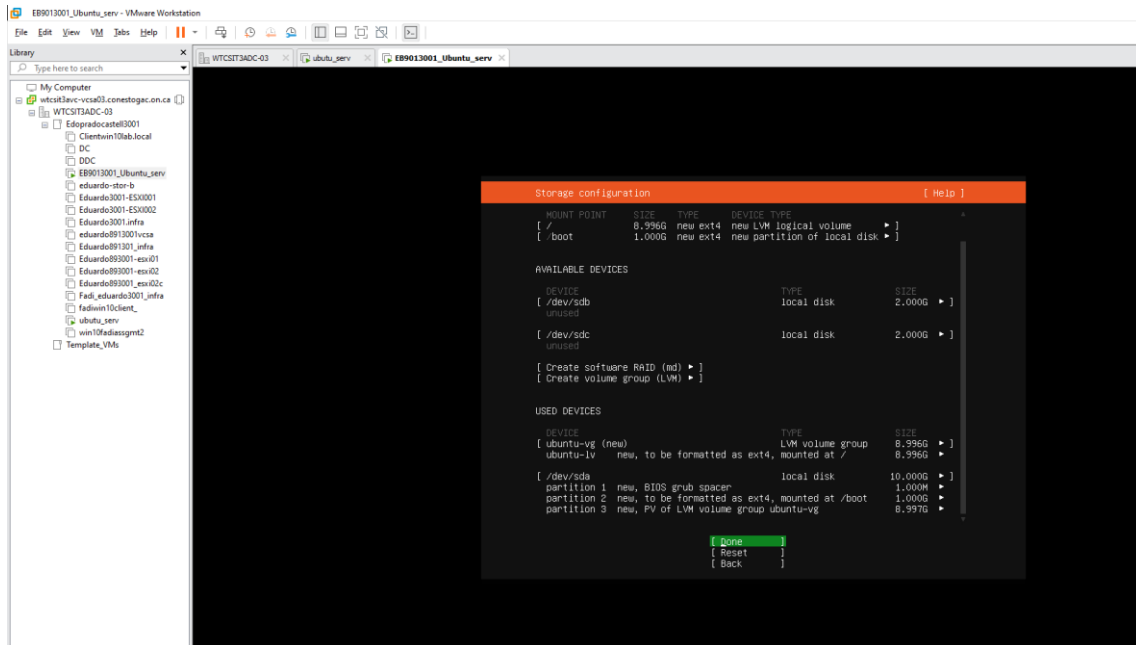 EB9013001_Ubuntu_serv - VMware Workstation
File Edit View VM Tabs Help
Library
Type here to search
WTCSIT3ADC-03 ubutu_serv EB9013001_Ubuntu_serv
My Computer
wtcsit3avc-vcsa03.conestogac.on.ca
WTCSIT3ADC-03
Edopradocastell3001
Clientwin10lab.local
DC
DDC
EB9013001_Ubuntu_serv
eduardo-stor-b
Eduardo3001-ESXI001
Eduardo3001-ESXI002
Eduardo3001.infra
eduardo8913001vcsa
eduardo891301_infra
Eduardo893001-esxi01
Eduardo893001-esxi02
Eduardo893001_esxi02c
Fadi_eduardo3001_infra
fadiwin10client_
ubutu_serv
win10fadiassgmt2
Template_VMs
Storage configuration [ Help ]
MOUNT POINT SIZE TYPE DEVICE TYPE
[ / 8.996G new ext4 new LVM logical volume ▸ ]
[ /boot 1.000G new ext4 new partition of local disk ▸ ]
AVAILABLE DEVICES
DEVICE TYPE SIZE
[ /dev/sdb local disk 2.000G ▸ ]
unused
[ /dev/sdc local disk 2.000G ▸ ]
unused
[ Create software RAID (md) ▸ ]
[ Create volume group (LVM) ▸ ]
USED DEVICES
DEVICE TYPE SIZE
[ ubuntu-vg (new) LVM volume group 8.996G ▸ ]
ubuntu-lv new, to be formatted as ext4, mounted at / 8.996G ▸
[ /dev/sda local disk 10.000G ▸ ]
partition 1 new, BIOS grub spacer 1.000M ▸
partition 2 new, to be formatted as ext4, mounted at /boot 1.000G ▸
partition 3 new, PV of LVM volume group ubuntu-vg 8.997G ▸
[ Done ]
[ Reset ]
[ Back ]